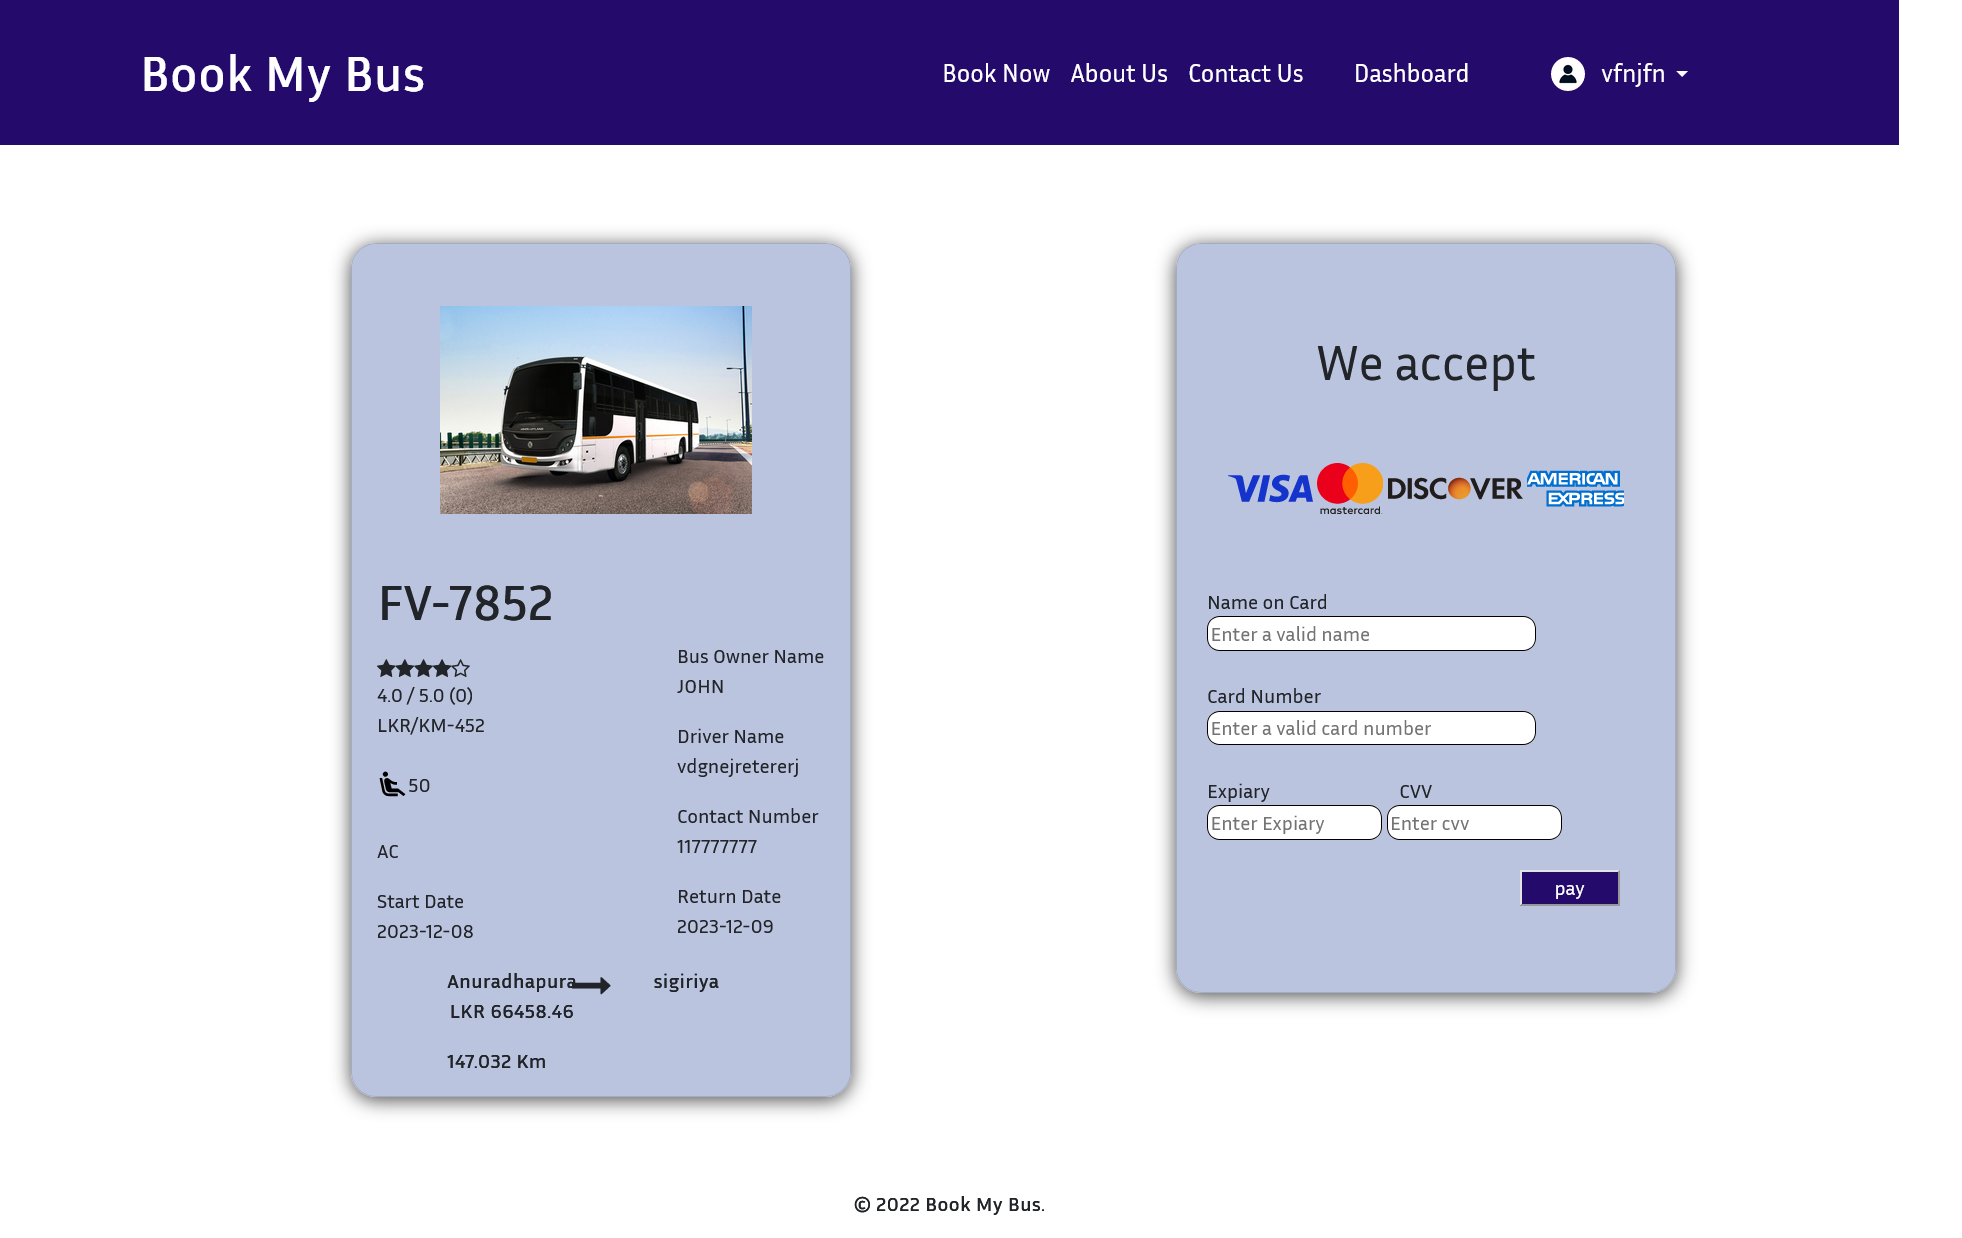 Book My Bus
Book Now About Us Contact Us Dashboard vfnjfn
FV-7852
4.0 / 5.0 (0)
LKR/KM-452
50
AC
Start Date
2023-12-08
Bus Owner Name
JOHN
Driver Name
vdgnejretererj
Contact Number
117777777
Return Date
2023-12-09
Anuradhapura sigiriya
LKR 66458.46
147.032 Km
We accept
VISA mastercard DISCOVER AMERICAN EXPRESS
Name on Card
Enter a valid name
Card Number
Enter a valid card number
Expiary CVV
Enter Expiary Enter cvv
pay
© 2022 Book My Bus.